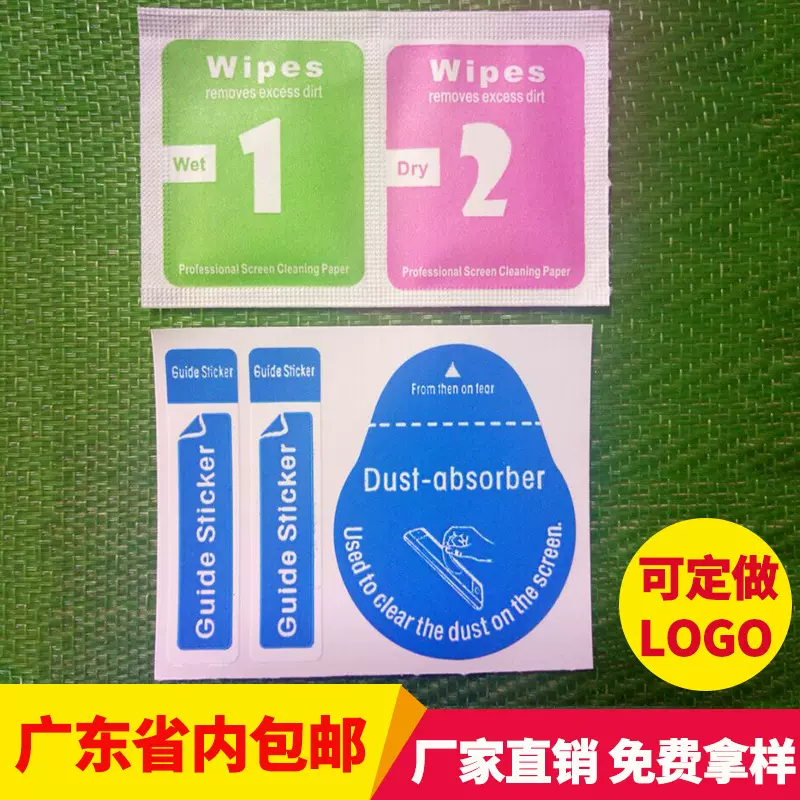 Wipes
removes excess dirt
Wet
1
Professional Screen Cleaning Paper
Wipes
removes excess dirt
Dry
2
Professional Screen Cleaning Paper
Guide Sticker
Guide Sticker
Guide Sticker
Guide Sticker
From then on tear
Dust-absorber
Used to clear the dust on the screen.
可定做
LOGO
广东省内包邮
厂家直销 免费拿样